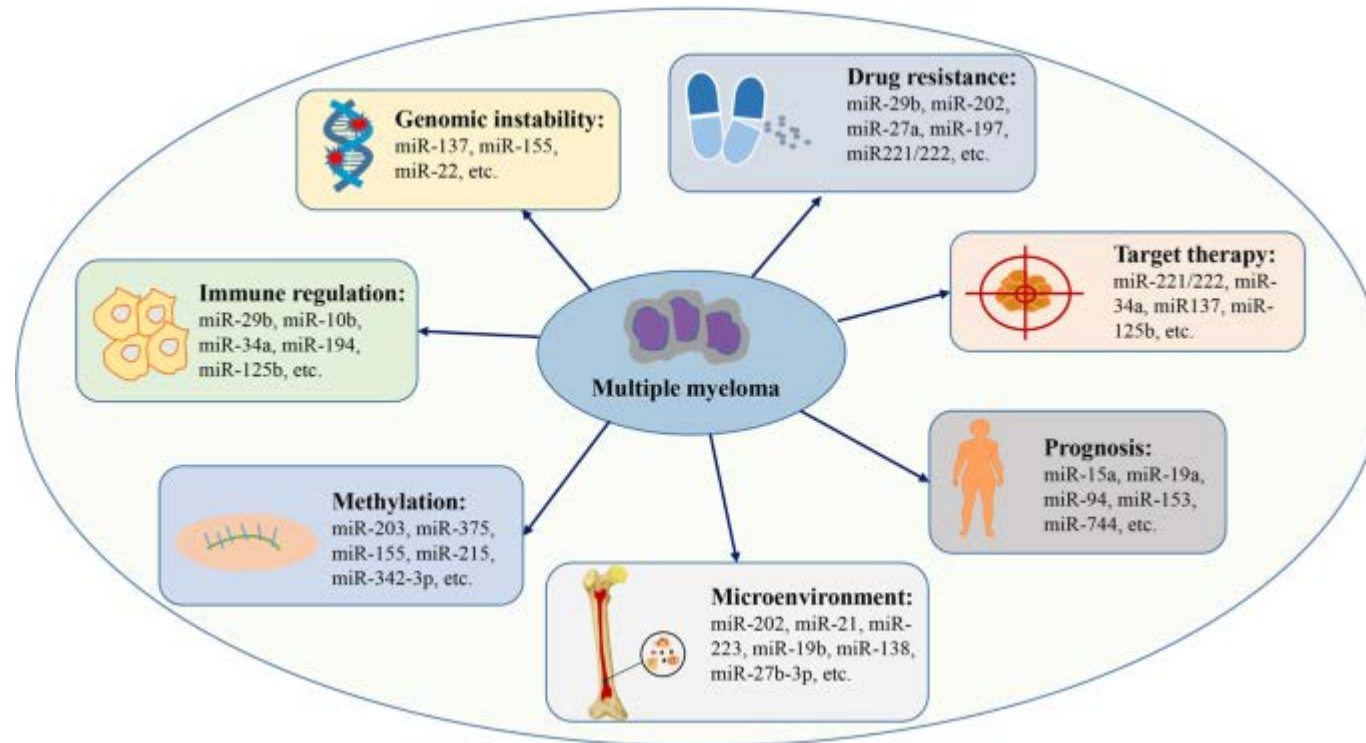 Drug resistance:
miR-29b, miR-202,
miR-27a, miR-197,
miR221/222, etc.
Genomic instability:
miR-137, miR-155,
miR-22, etc.
Target therapy:
miR-221/222, miR-
34a, miR137, miR-
125b, etc.
Immune regulation:
miR-29b, miR-10b,
miR-34a, miR-194,
miR-125b, etc.
Multiple myeloma
Prognosis:
miR-15a, miR-19a,
miR-94, miR-153,
miR-744, etc.
Methylation:
miR-203, miR-375,
miR-155, miR-215,
miR-342-3p, etc.
Microenvironment:
miR-202, miR-21, miR-
223, miR-19b, miR-138,
miR-27b-3p, etc.